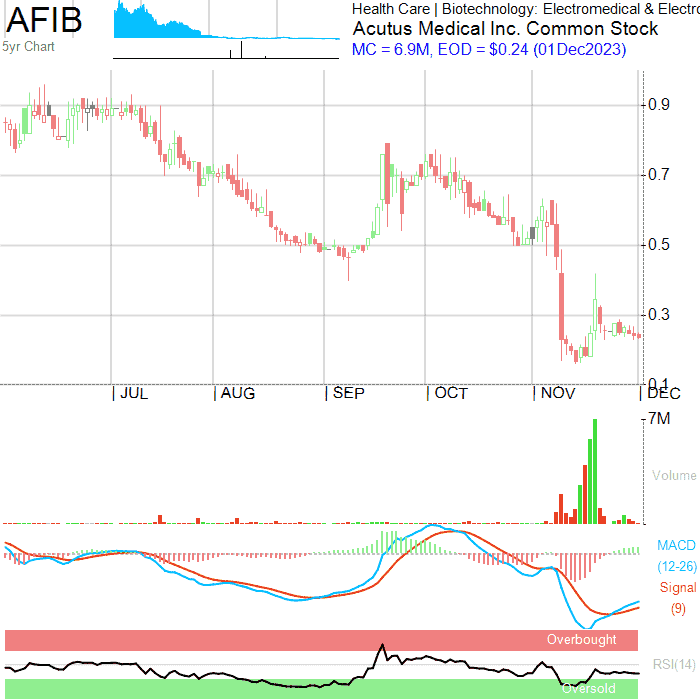 AFIB
5yr Chart
Health Care | Biotechnology: Electromedical & Electro
Acutus Medical Inc. Common Stock
MC = 6.9M, EOD = $0.24 (01Dec2023)
0.9
0.7
0.5
0.3
0.1
| JUL | AUG | SEP | OCT | NOV | DEC
7M
Volume
MACD
(12-26)
Signal
(9)
Overbought
RSI(14)
Oversold